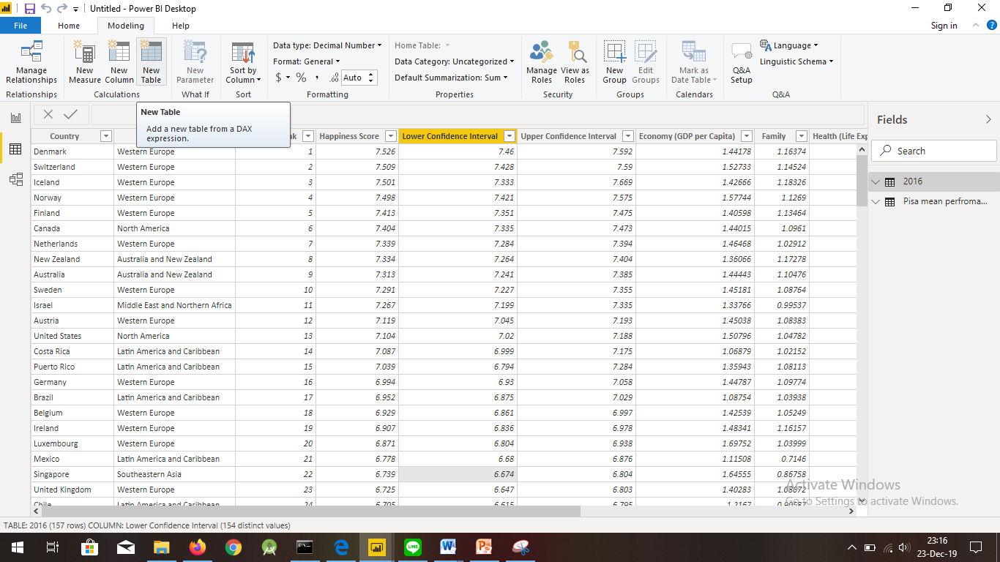 Untitled - Power BI Desktop
File Home Modeling Help Sign in
Manage Relationships
New Measure
New Column
New Table
New Parameter
Sort by Column
Data type: Decimal Number
Format: General
$ % , .00 Auto
Home Table:
Data Category: Uncategorized
Default Summarization: Sum
Manage Roles
View as Roles
New Group
Edit Groups
Mark as Date Table
Q&A Setup
Language
Linguistic Schema
Relationships Calculations What If Sort Formatting Properties Security Groups Calendars Q&A
New Table
Add a new table from a DAX
expression.
Fields
Search
2016
Pisa mean perfroma...
Country Happiness Score Lower Confidence Interval Upper Confidence Interval Economy (GDP per Capita) Family Health (Life Exp
Denmark Western Europe 1 7.526 7.46 7.592 1.44178 1.16374
Switzerland Western Europe 2 7.509 7.428 7.59 1.52733 1.14524
Iceland Western Europe 3 7.501 7.333 7.669 1.42666 1.18326
Norway Western Europe 4 7.498 7.421 7.575 1.57744 1.1269
Finland Western Europe 5 7.413 7.351 7.475 1.40598 1.13464
Canada North America 6 7.404 7.335 7.473 1.44015 1.0961
Netherlands Western Europe 7 7.339 7.284 7.394 1.46468 1.02912
New Zealand Australia and New Zealand 8 7.334 7.264 7.404 1.36066 1.17278
Australia Australia and New Zealand 9 7.313 7.241 7.385 1.44443 1.10476
Sweden Western Europe 10 7.291 7.227 7.355 1.45181 1.08764
Israel Middle East and Northern Africa 11 7.267 7.199 7.335 1.33766 0.99537
Austria Western Europe 12 7.119 7.045 7.193 1.45038 1.08383
United States North America 13 7.104 7.02 7.188 1.50796 1.04782
Costa Rica Latin America and Caribbean 14 7.087 6.999 7.175 1.06879 1.02152
Puerto Rico Latin America and Caribbean 15 7.039 6.794 7.284 1.35943 1.08113
Germany Western Europe 16 6.994 6.93 7.058 1.44787 1.09774
Brazil Latin America and Caribbean 17 6.952 6.875 7.029 1.08754 1.03938
Belgium Western Europe 18 6.929 6.861 6.997 1.42539 1.05249
Ireland Western Europe 19 6.907 6.836 6.978 1.48341 1.16157
Luxembourg Western Europe 20 6.871 6.804 6.938 1.69752 1.03999
Mexico Latin America and Caribbean 21 6.778 6.68 6.876 1.11508 0.7146
Singapore Southeastern Asia 22 6.739 6.674 6.804 1.64555 0.86758
United Kingdom Western Europe 23 6.725 6.647 6.803 1.40283 1.08672
Chile Latin America and Caribbean 24 6.705 6.615 6.795 1.2167
Activate Windows
Go to Settings to activate Windows.
TABLE: 2016 (157 rows) COLUMN: Lower Confidence Interval (154 distinct values)
LINE
23:16
23-Dec-19